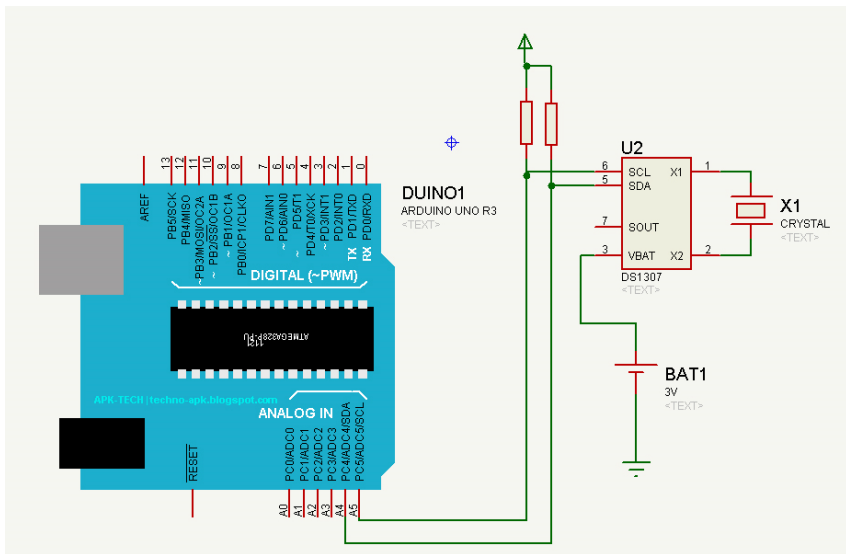 13
12
11
10
9
8
7
6
5
4
3
2
1
0
AREF
PB5/SCK
PB4/MISO
~PB3/MOSI/OC2A
~PB2/SS/OC1B
~PB1/OC1A
PB0/ICP1/CLKO
PD7/AIN1
~PD6/AIN0
~PD5/T1
PD4/T0/XCK
~PD3/INT1
PD2/INT0
PD1/TXD
PD0/RXD
TX
RX
DIGITAL (~PWM)
DUINO1
ARDUINO UNO R3
<TEXT>
ATMEGA328P-PU
1121
APK-TECH|techno-apk.blogspot.com
ANALOG IN
RESET
PC0/ADC0
PC1/ADC1
PC2/ADC2
PC3/ADC3
PC4/ADC4/SDA
PC5/ADC5/SCL
A0
A1
A2
A3
A4
A5
U2
6 SCL X1 1
5 SDA
7 SOUT
3 VBAT X2 2
DS1307
<TEXT>
X1
CRYSTAL
<TEXT>
BAT1
3V
<TEXT>